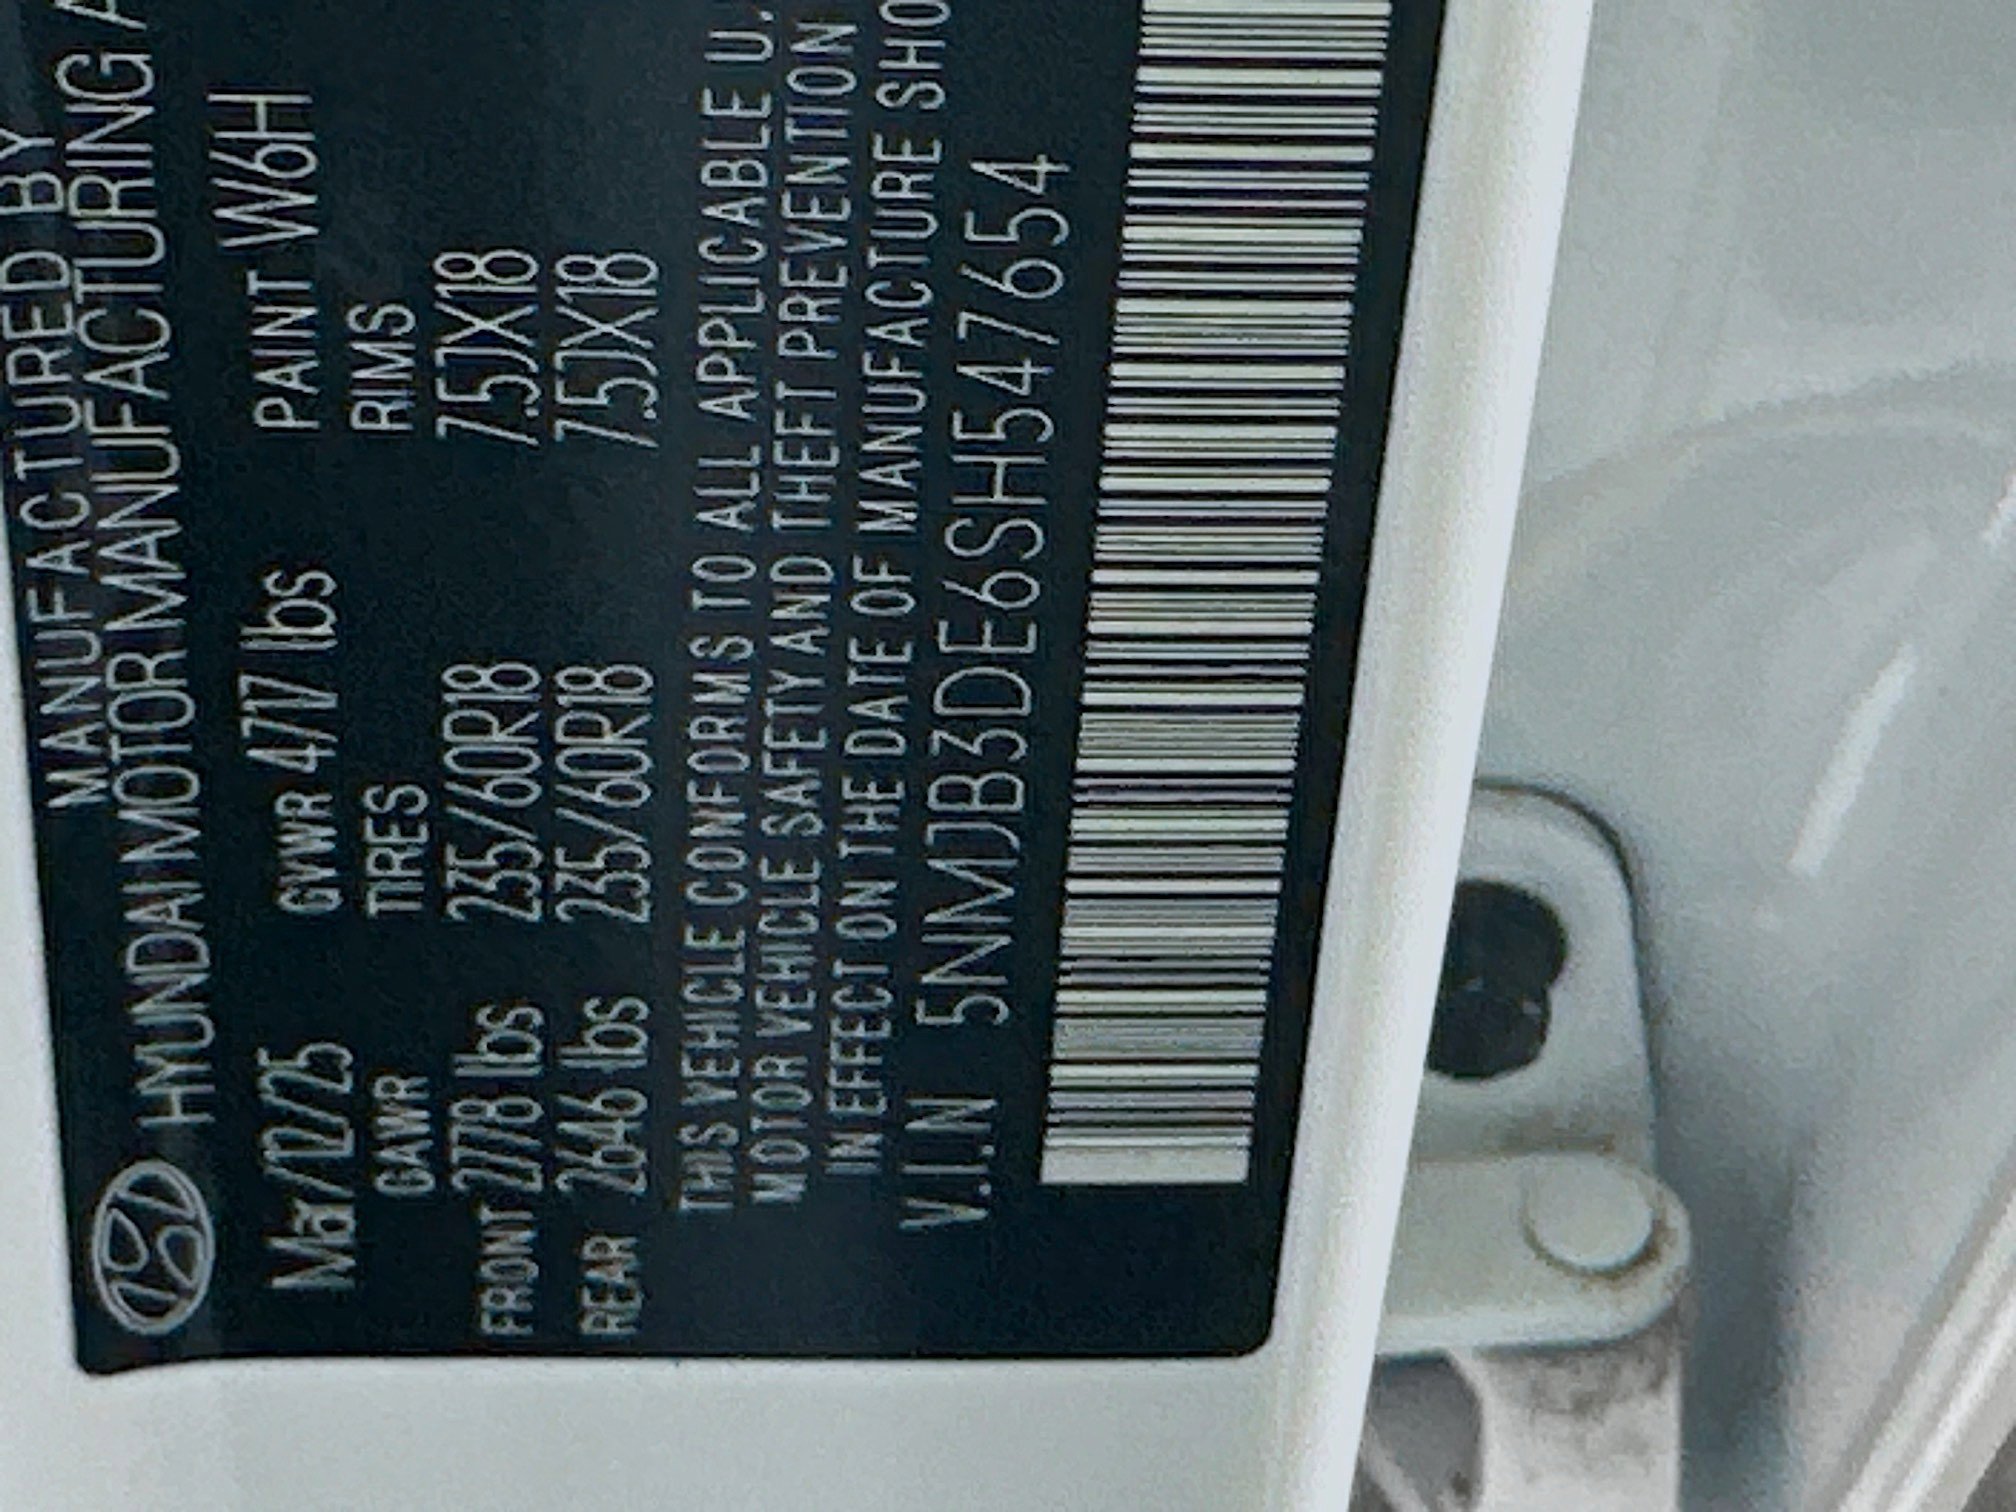 MANUFACTURED BY
HYUNDAI MOTOR MANUFACTURING A
Mar/12/25 GVWR 4717 lbs PAINT W6H
GAWR TIRES RIMS
FRONT 2778 lbs 235/60R18 7.5JX18
REAR 2646 lbs 235/60R18 7.5JX18
THIS VEHICLE CONFORMS TO ALL APPLICABLE U.
MOTOR VEHICLE SAFETY AND THEFT PREVENTION
IN EFFECT ON THE DATE OF MANUFACTURE SHO
V.I.N 5NMJB3DE6SH547654